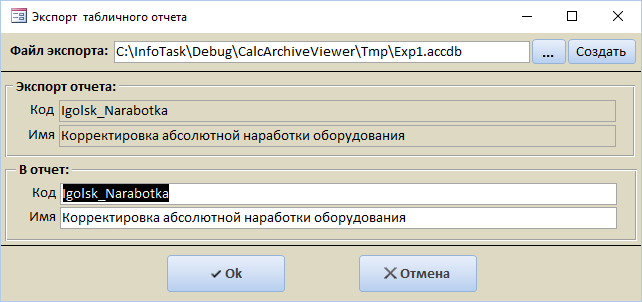 Экспорт табличного отчета
Файл экспорта: C:\InfoTask\Debug\CalcArchiveViewer\Tmp\Exp1.accdb ... Создать
Экспорт отчета:
Код Igolsk_Narabotka
Имя Корректировка абсолютной наработки оборудования
В отчет:
Код Igolsk_Narabotka
Имя Корректировка абсолютной наработки оборудования
Ok Отмена